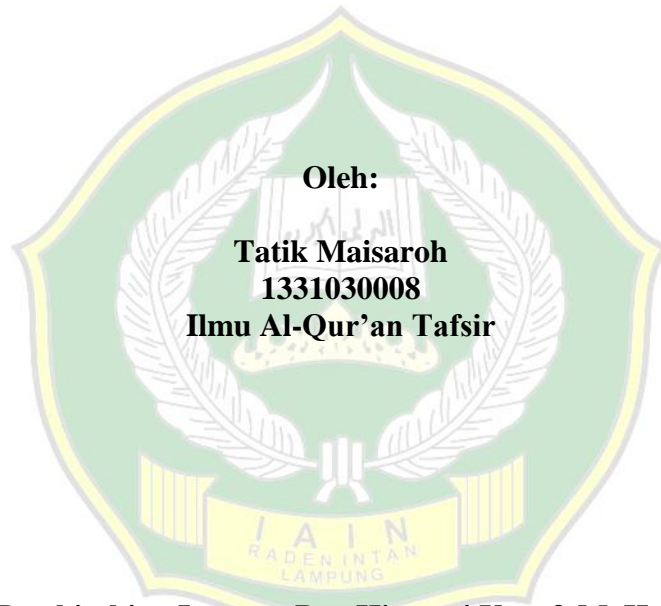 Oleh:
Tatik Maisaroh
1331030008
Ilmu Al-Qur’an Tafsir
I A I N
RADEN INTAN
LAMPUNG